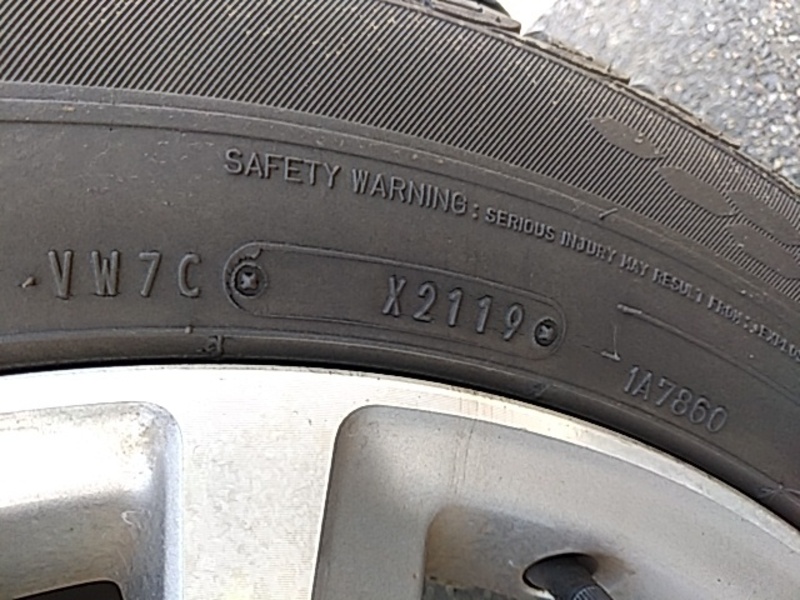 SAFETY WARNING: SERIOUS INJURY MAY RESULT FROM:
VW7C X2119
1A7860